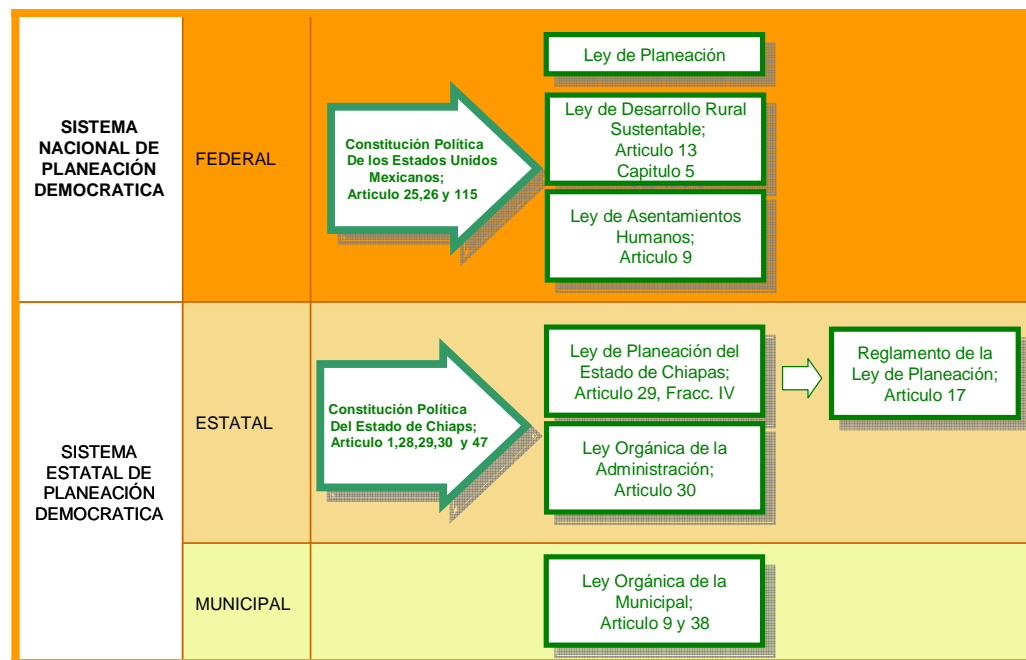 SISTEMA
NACIONAL DE
PLANEACIÓN
DEMOCRATICA
FEDERAL
Constitución Política
De los Estados Unidos
Mexicanos;
Articulo 25,26 y 115
Ley de Planeación
Ley de Desarrollo Rural
Sustentable;
Articulo 13
Capitulo 5
Ley de Asentamientos
Humanos;
Articulo 9
SISTEMA
ESTATAL DE
PLANEACIÓN
DEMOCRATICA
ESTATAL
Constitución Política
Del Estado de Chiaps;
Articulo 1,28,29,30 y 47
Ley de Planeación del
Estado de Chiapas;
Articulo 29, Fracc. IV
Reglamento de la
Ley de Planeación;
Articulo 17
Ley Orgánica de la
Administración;
Articulo 30
MUNICIPAL
Ley Orgánica de la
Municipal;
Articulo 9 y 38